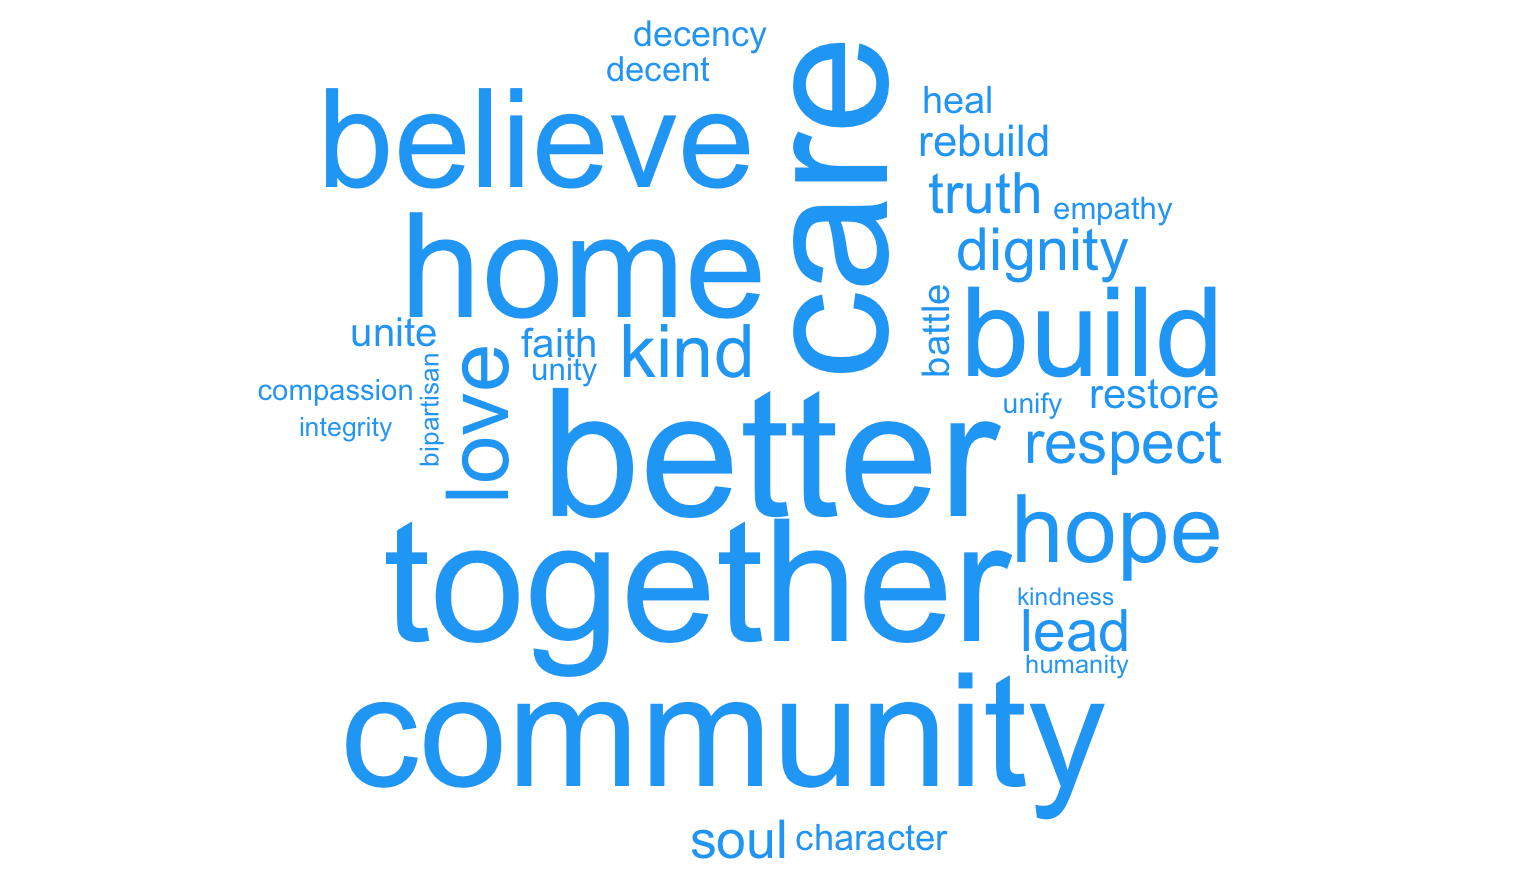 decency
decent
believe
care
heal
rebuild
truth
empathy
home
dignity
battle
build
unite
faith
kind
unity
love
bipartisan
compassion
integrity
better
unify
restore
respect
together
hope
kindness
lead
humanity
community
soul
character